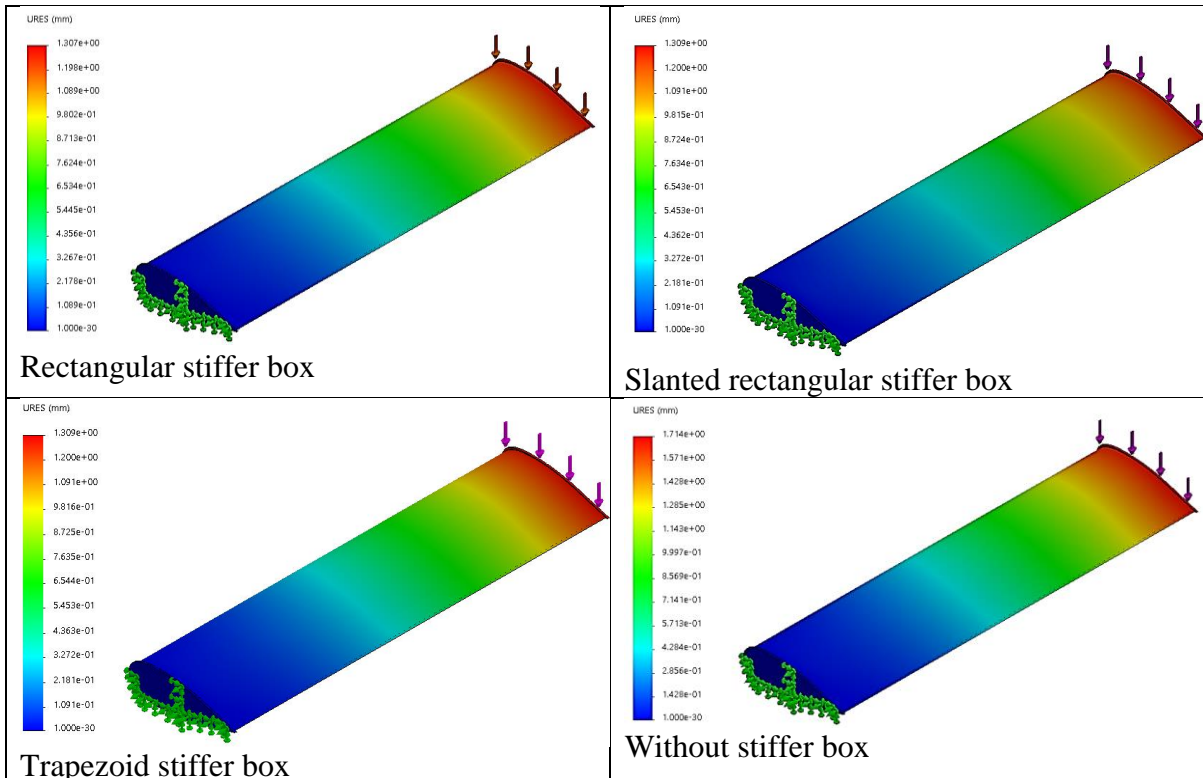 URES (mm)
1.307e+00
1.198e+00
1.089e+00
9.802e-01
8.713e-01
7.624e-01
6.534e-01
5.445e-01
4.356e-01
3.267e-01
2.178e-01
1.089e-01
1.000e-30
Rectangular stiffer box
URES (mm)
1.309e+00
1.200e+00
1.091e+00
9.815e-01
8.724e-01
7.633e-01
6.543e-01
5.453e-01
4.362e-01
3.272e-01
2.181e-01
1.091e-01
1.000e-30
Slanted rectangular stiffer box
URES (mm)
1.309e+00
1.200e+00
1.091e+00
9.816e-01
8.725e-01
7.635e-01
6.544e-01
5.453e-01
4.363e-01
3.272e-01
2.181e-01
1.091e-01
1.000e-30
Trapezoid stiffer box
URES (mm)
1.714e+00
1.571e+00
1.428e+00
1.285e+00
1.143e+00
9.997e-01
8.569e-01
7.141e-01
5.713e-01
4.284e-01
2.856e-01
1.428e-01
1.000e-30
Without stiffer box